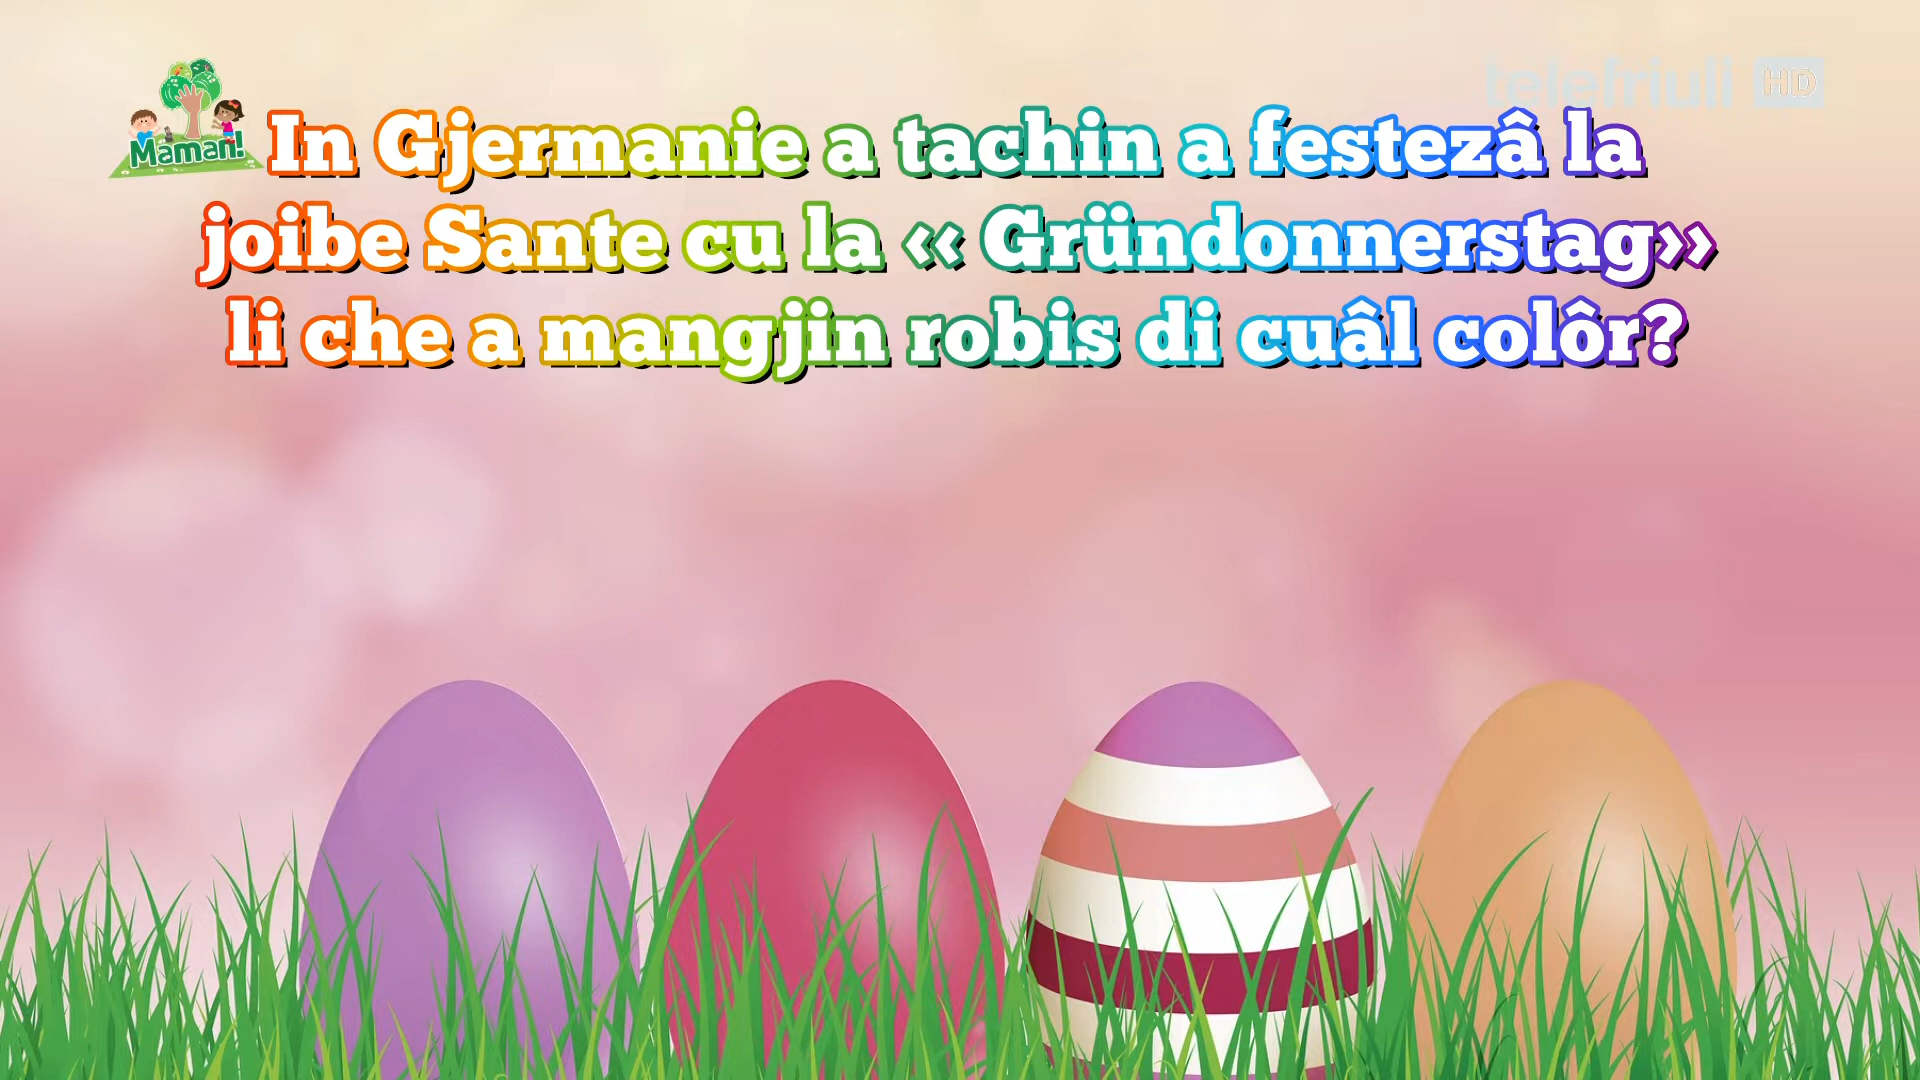 telefriuli HD
Maman!
In Gjermanie a tachin a festezâ la
joibe Sante cu la ‹‹ Gründonnerstag››
li che a mangjin robis di cuâl colôr?